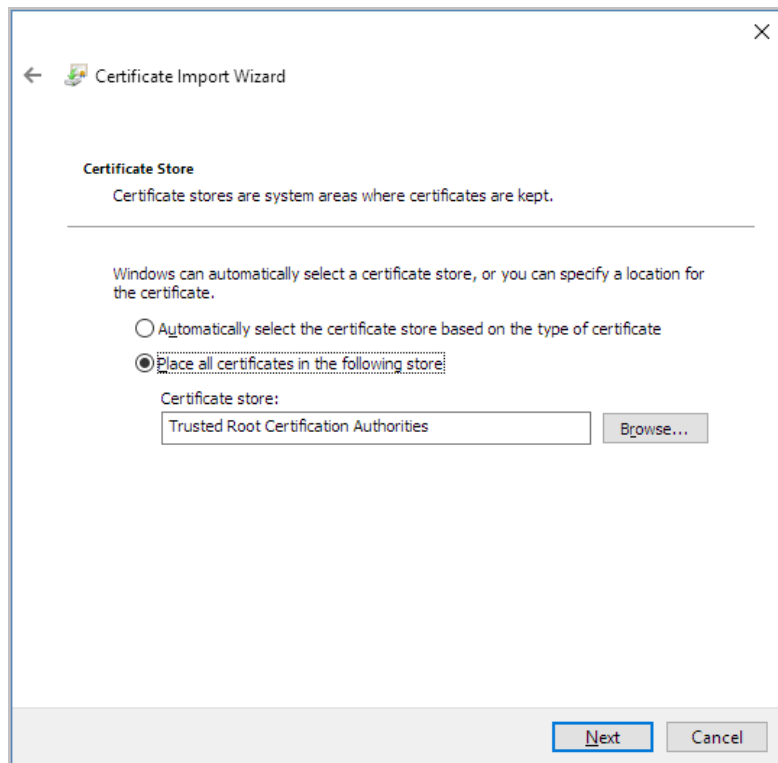 Certificate Import Wizard
Certificate Store
Certificate stores are system areas where certificates are kept.
Windows can automatically select a certificate store, or you can specify a location for
the certificate.
Automatically select the certificate store based on the type of certificate
Place all certificates in the following store
Certificate store:
Trusted Root Certification Authorities
Browse...
Next
Cancel